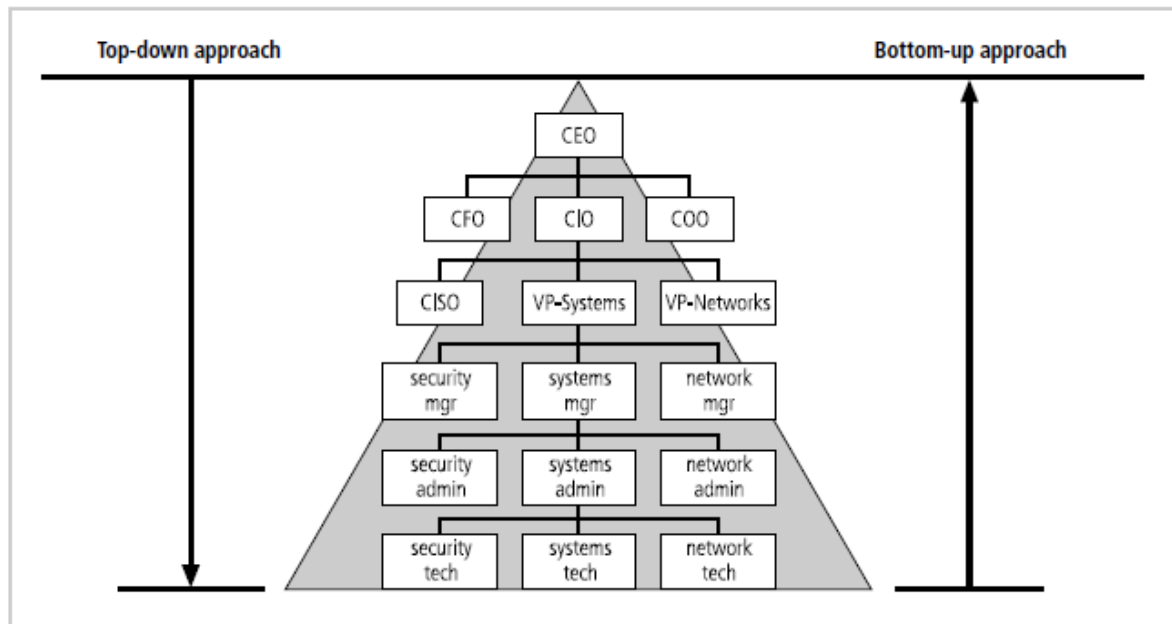 Top-down approach
Bottom-up approach
CEO
CFO
CIO
COO
CISO
VP-Systems
VP-Networks
security
mgr
systems
mgr
network
mgr
security
admin
systems
admin
network
admin
security
tech
systems
tech
network
tech